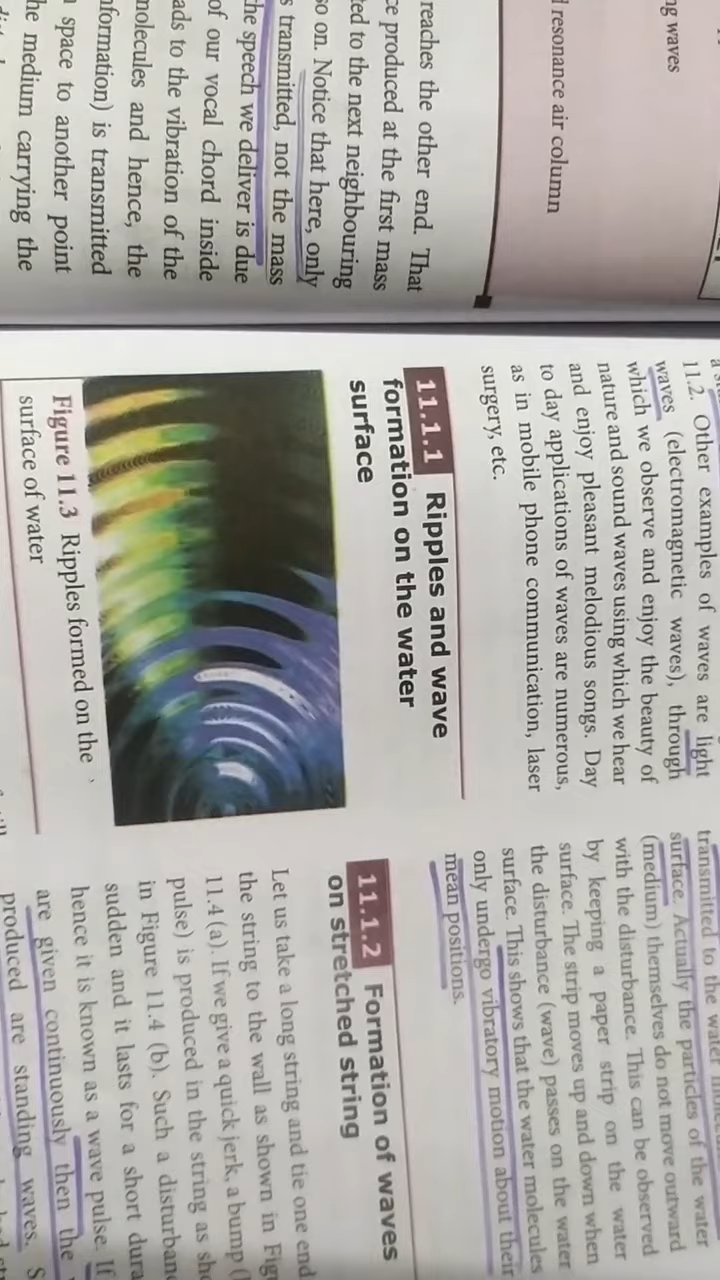 ng waves
resonance air column
reaches the other end. That
ce produced at the first mass
ted to the next neighbouring
so on. Notice that here, only
s transmitted, not the mass
the speech we deliver is due
of our vocal chord inside
ads to the vibration of the
nolecules and hence, the
nformation) is transmitted
space to another point
he medium carrying the
11.2. Other examples of waves are light
waves (electromagnetic waves), through
which we observe and enjoy the beauty of
nature and sound waves using which we hear
and enjoy pleasant melodious songs. Day
to day applications of waves are numerous,
as in mobile phone communication, laser
surgery, etc.
11.1.1 Ripples and wave
formation on the water
surface
Figure 11.3 Ripples formed on the
surface of water
transmitted to the water
surface. Actually the particles of the water
(medium) themselves do not move outward
with the disturbance. This can be observed
by keeping a paper strip on the water
surface. The strip moves up and down when
the disturbance (wave) passes on the water
surface. This shows that the water molecules
only undergo vibratory motion about their
mean positions.
11.1.2 Formation of waves
on stretched string
Let us take a long string and tie one end
the string to the wall as shown in Figu
11.4 (a). If we give a quick jerk, a bump (
pulse) is produced in the string as sho
in Figure 11.4 (b). Such a disturbanc
sudden and it lasts for a short dura
hence it is known as a wave pulse. If
are given continuously then the
produced are standing waves. S